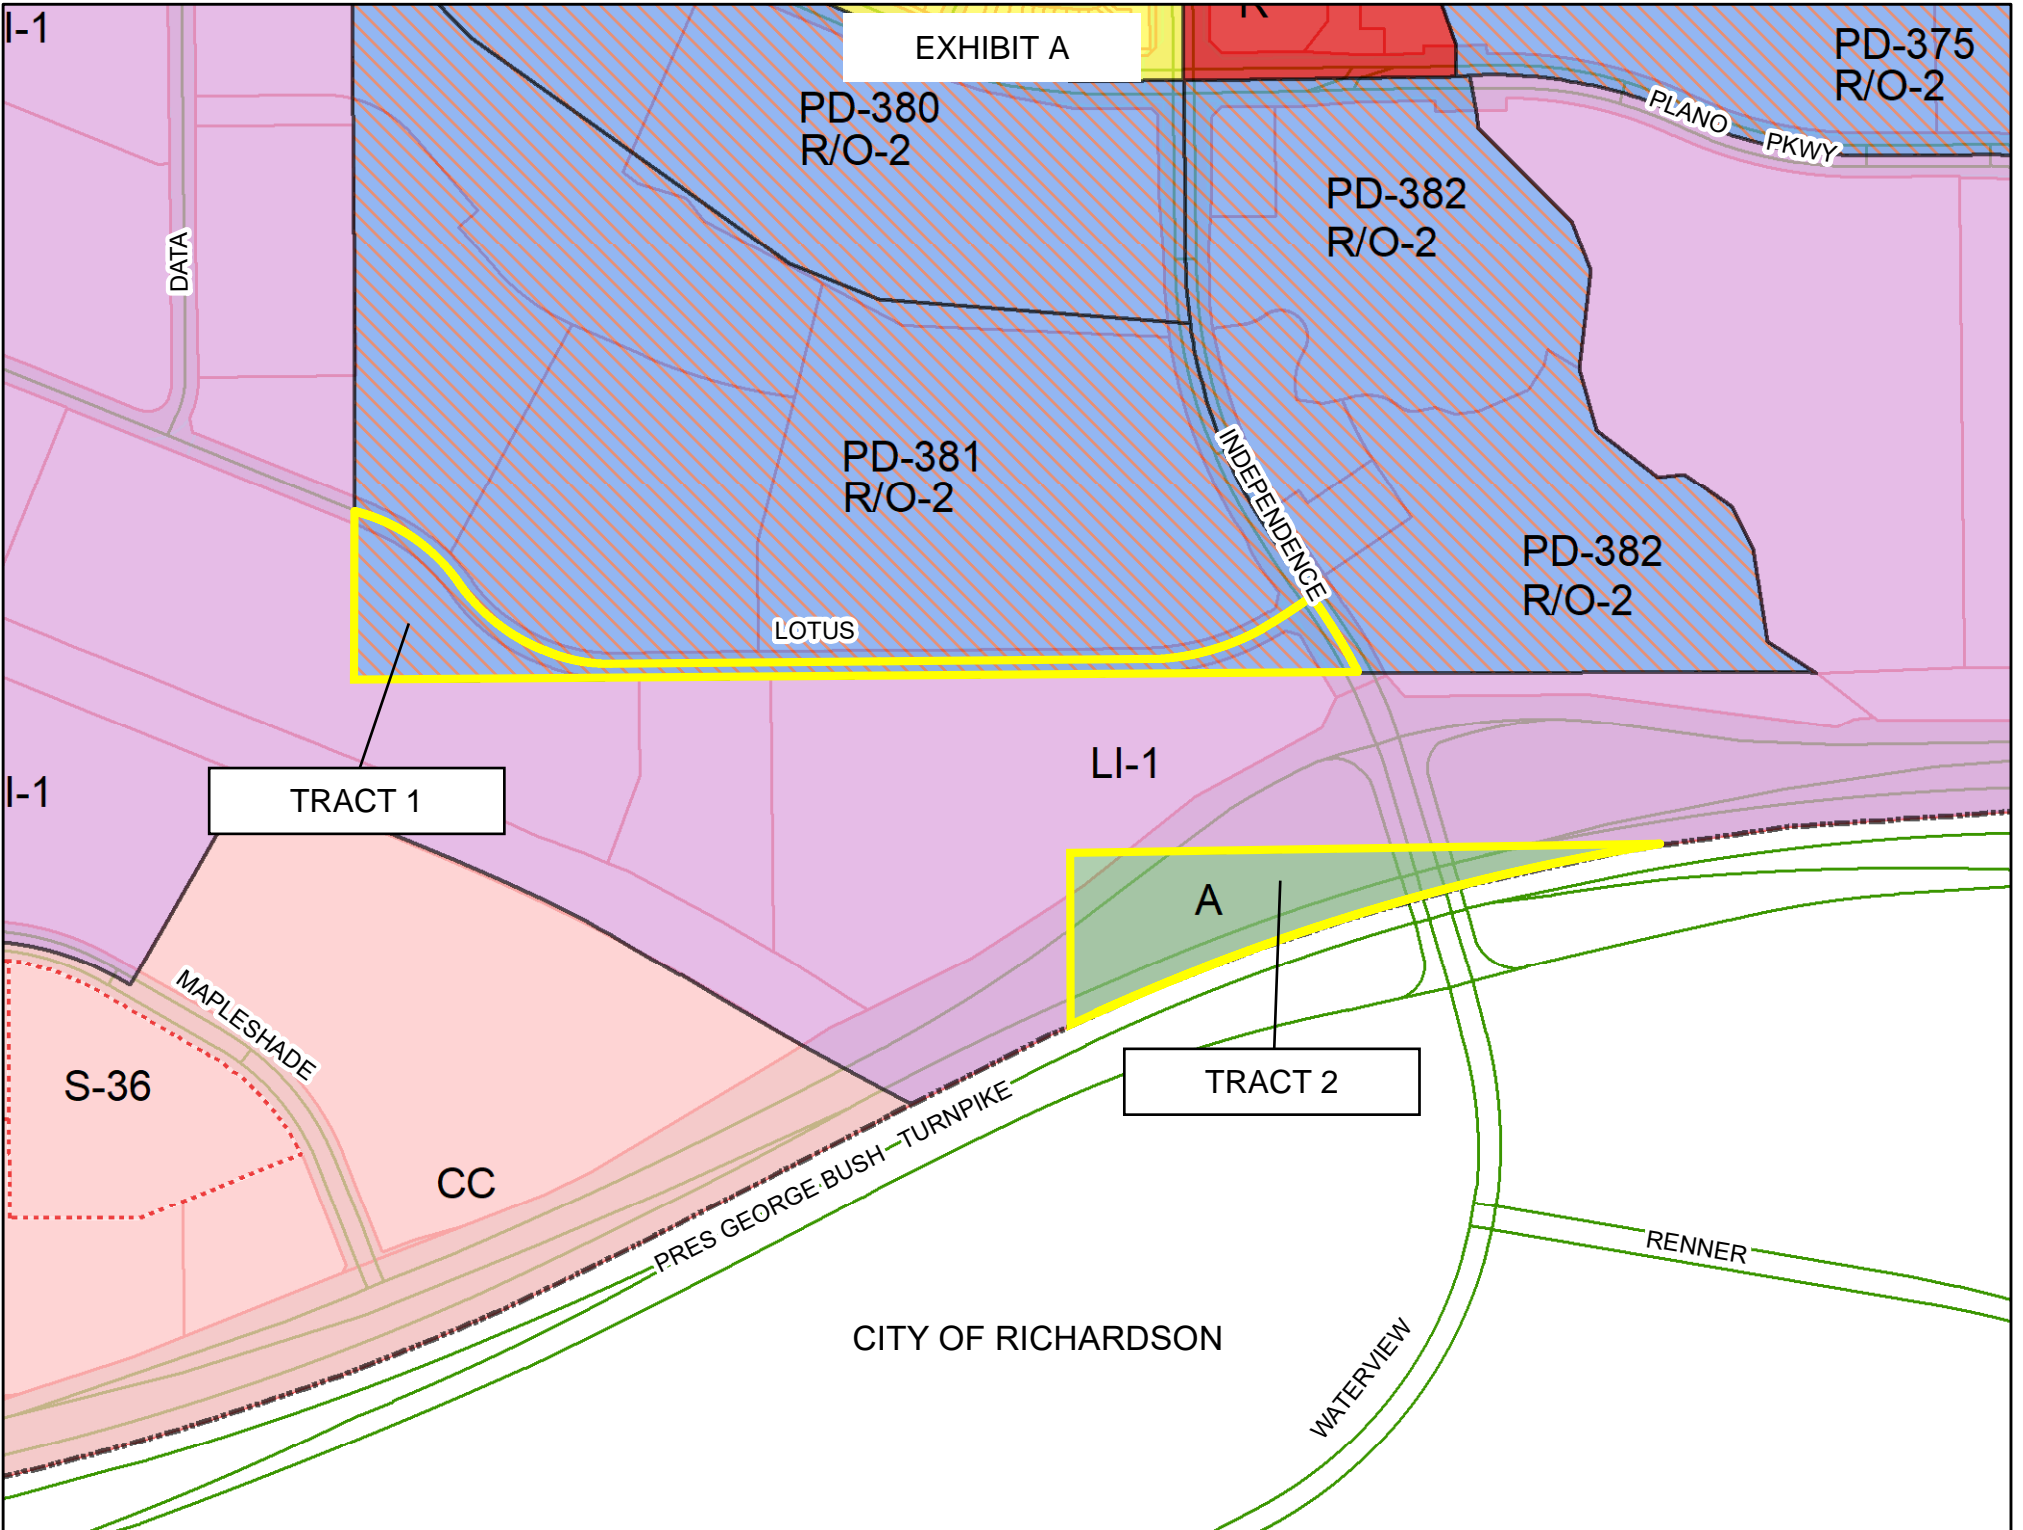 I-1
EXHIBIT A
PD-375
R/O-2
PD-380
R/O-2
PLANO
PKWY
PD-382
R/O-2
DATA
PD-381
R/O-2
INDEPENDENCE
PD-382
R/O-2
LOTUS
LI-1
I-1
TRACT 1
A
MAPLESHADE
S-36
TRACT 2
CC
PRES GEORGE BUSH TURNPIKE
RENNER
CITY OF RICHARDSON
WATERVIEW